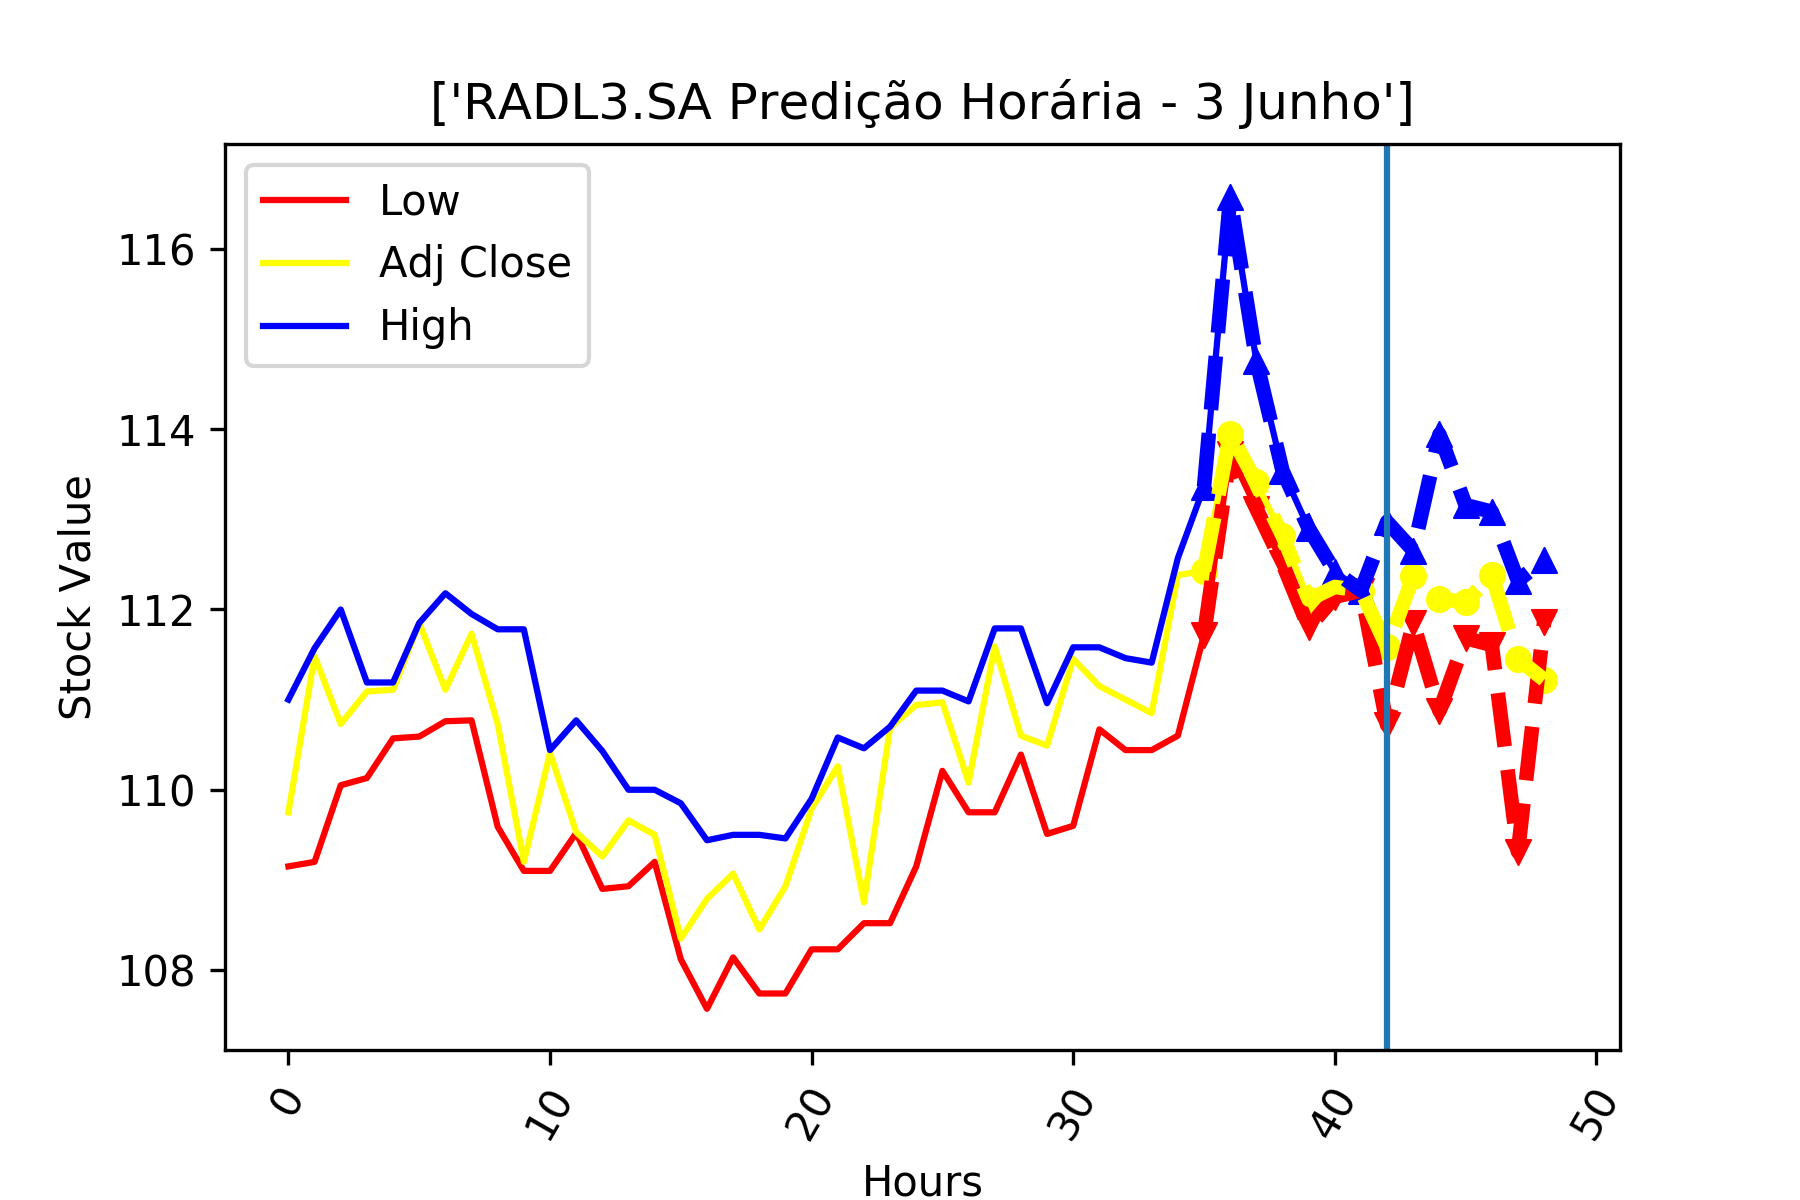 ['RADL3.SA Predição Horária - 3 Junho']
Low
Adj Close
High
Stock Value
116
114
112
110
108
0
10
20
30
40
50
Hours